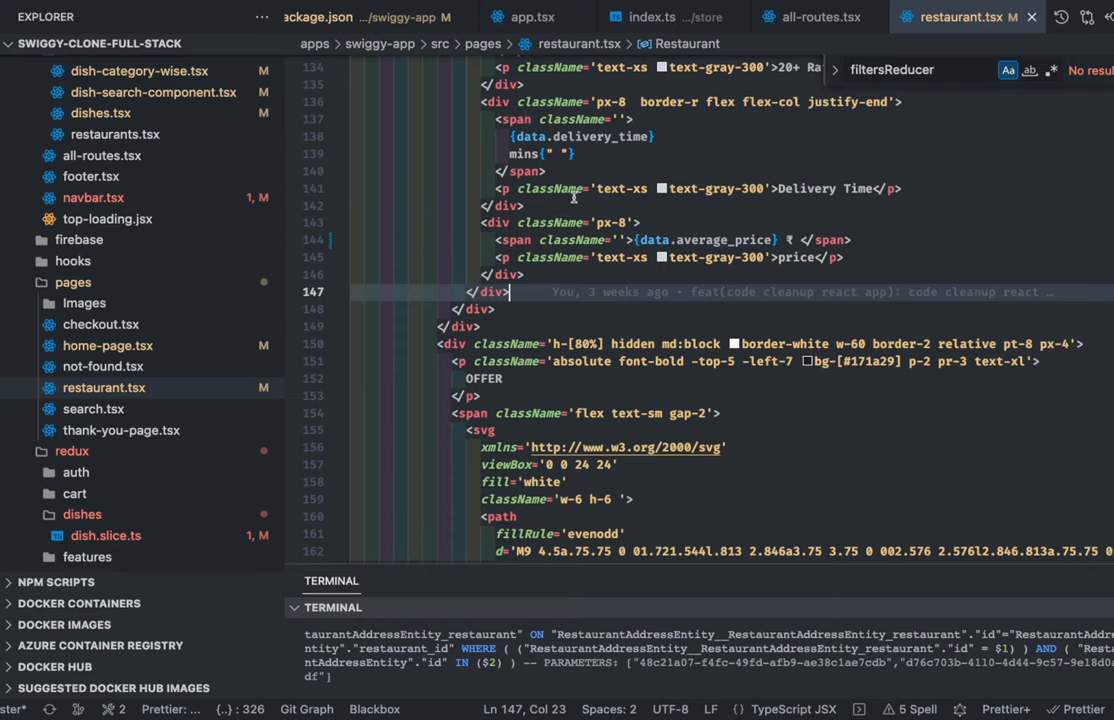 EXPLORER ...
ackage.json .../swiggy-app M app.tsx index.ts .../store all-routes.tsx restaurant.tsx M
SWIGGY-CLONE-FULL-STACK
apps > swiggy-app > src > pages > restaurant.tsx > Restaurant
dish-category-wise.tsx M
dish-search-component.tsx M
dishes.tsx M
restaurants.tsx M
all-routes.tsx M
footer.tsx M
navbar.tsx 1, M
top-loading.jsx
firebase
hooks
pages
Images
checkout.tsx
home-page.tsx M
not-found.tsx
restaurant.tsx M
search.tsx
thank-you-page.tsx
redux
auth
cart
dishes
dish.slice.ts 1, M
features
NPM SCRIPTS
DOCKER CONTAINERS
DOCKER IMAGES
AZURE CONTAINER REGISTRY
DOCKER HUB
SUGGESTED DOCKER HUB IMAGES
filtersReducer Aa ab .* No resul
134 <p className='text-xs text-gray-300'>20+ Ra
135 </div>
136 <div className='px-8  border-r flex flex-col justify-end'>
137 <span className=''>
138 {data.delivery_time}
139 mins{" "}
140 </span>
141 <p className='text-xs text-gray-300'>Delivery Time</p>
142 </div>
143 <div className='px-8'>
144 <span className=''>{data.average_price} ₹ </span>
145 <p className='text-xs text-gray-300'>price</p>
146 </div>
147 </div> You, 3 weeks ago • feat(code cleanup react app): code cleanup react …
148 </div>
149 </div>
150 <div className='h-[80%] hidden md:block border-white w-60 border-2 relative pt-8 px-4'>
151 <p className='absolute font-bold -top-5 -left-7 bg-[#171a29] p-2 pr-3 text-xl'>
152 OFFER
153 </p>
154 <span className='flex text-sm gap-2'>
155 <svg
156 xmlns='http://www.w3.org/2000/svg'
157 viewBox='0 0 24 24'
158 fill='white'
159 className='w-6 h-6 '>
160 <path
161 fillRule='evenodd'
162 d='M9 4.5a.75.75 0 01.721.544l.813 2.846a3.75 3.75 0 002.576 2.576l2.846.813a.75.75 0
TERMINAL
TERMINAL
taurantAddressEntity_restaurant" ON "RestaurantAddressEntity__RestaurantAddressEntity_restaurant"."id"="Restaura
ntity"."restaurant_id" WHERE ( (("RestaurantAddressEntity__RestaurantAddressEntity_restaurant"."id" = $1) ) AND ( "Res
ntAddressEntity"."id" IN ($2) ) -- PARAMETERS: ["48c21a07-f4fc-49fd-afb9-ae38c1ae7cdb","d76c703b-4110-4d44-9c57-9e18d0a
df"]
ster* 2 Prettier: ... {..} : 326 Git Graph Blackbox Ln 147, Col 23 Spaces: 2 UTF-8 LF {} TypeScript JSX 5 Spell Prettier+ Prettier